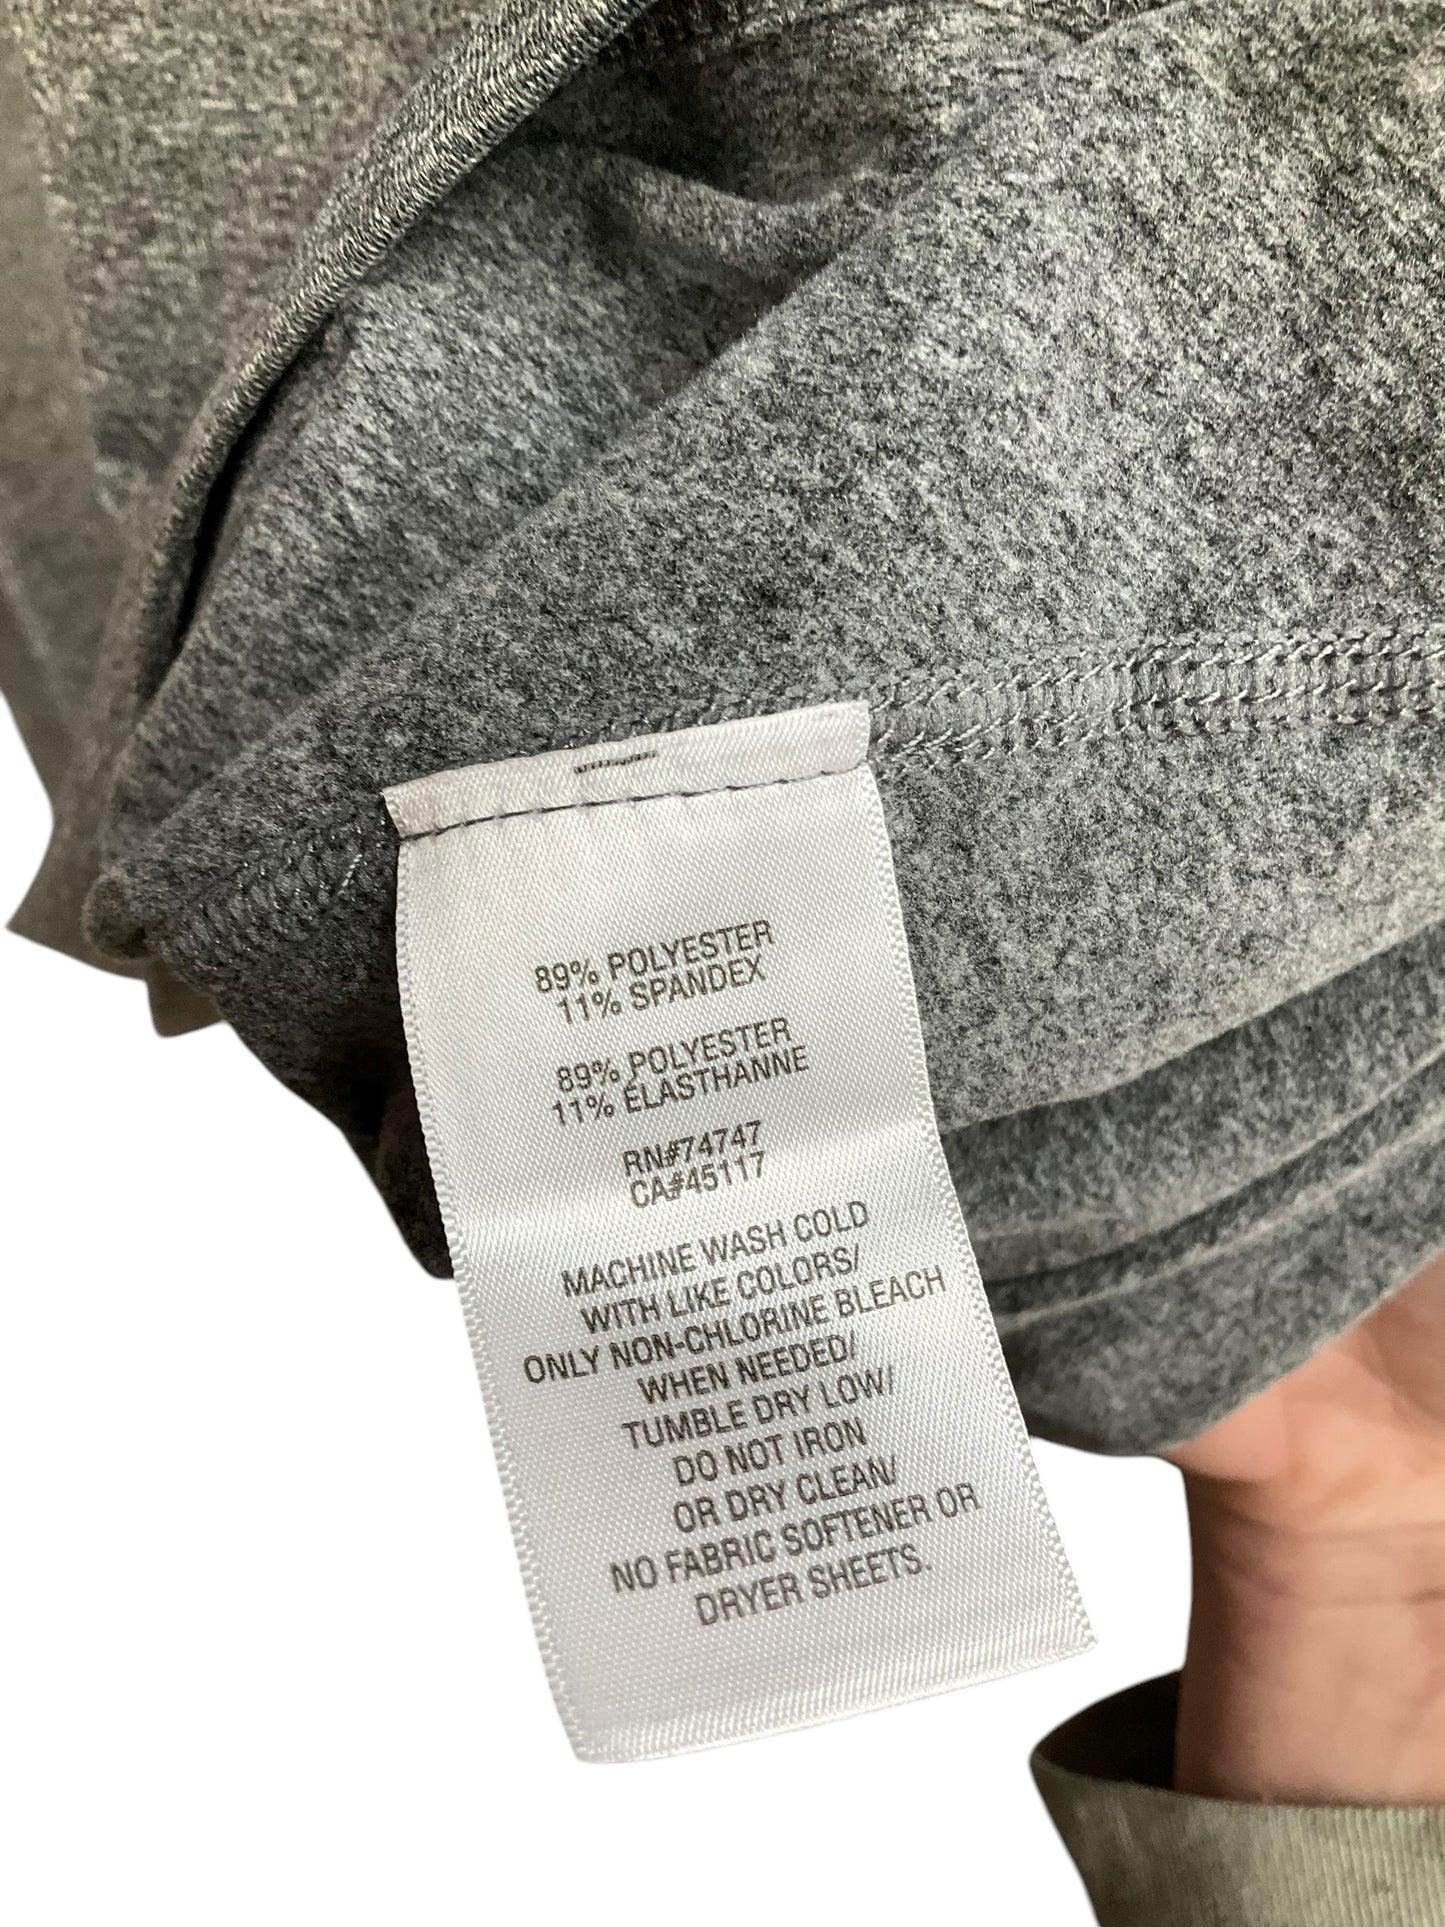 89% POLYESTER
11% SPANDEX
89% POLYESTER
11% ÉLASTHANNE
RN#74747
CA#45117
MACHINE WASH COLD
WITH LIKE COLORS/
ONLY NON-CHLORINE BLEACH
WHEN NEEDED/
TUMBLE DRY LOW/
DO NOT IRON
OR DRY CLEAN/
NO FABRIC SOFTENER OR
DRYER SHEETS.